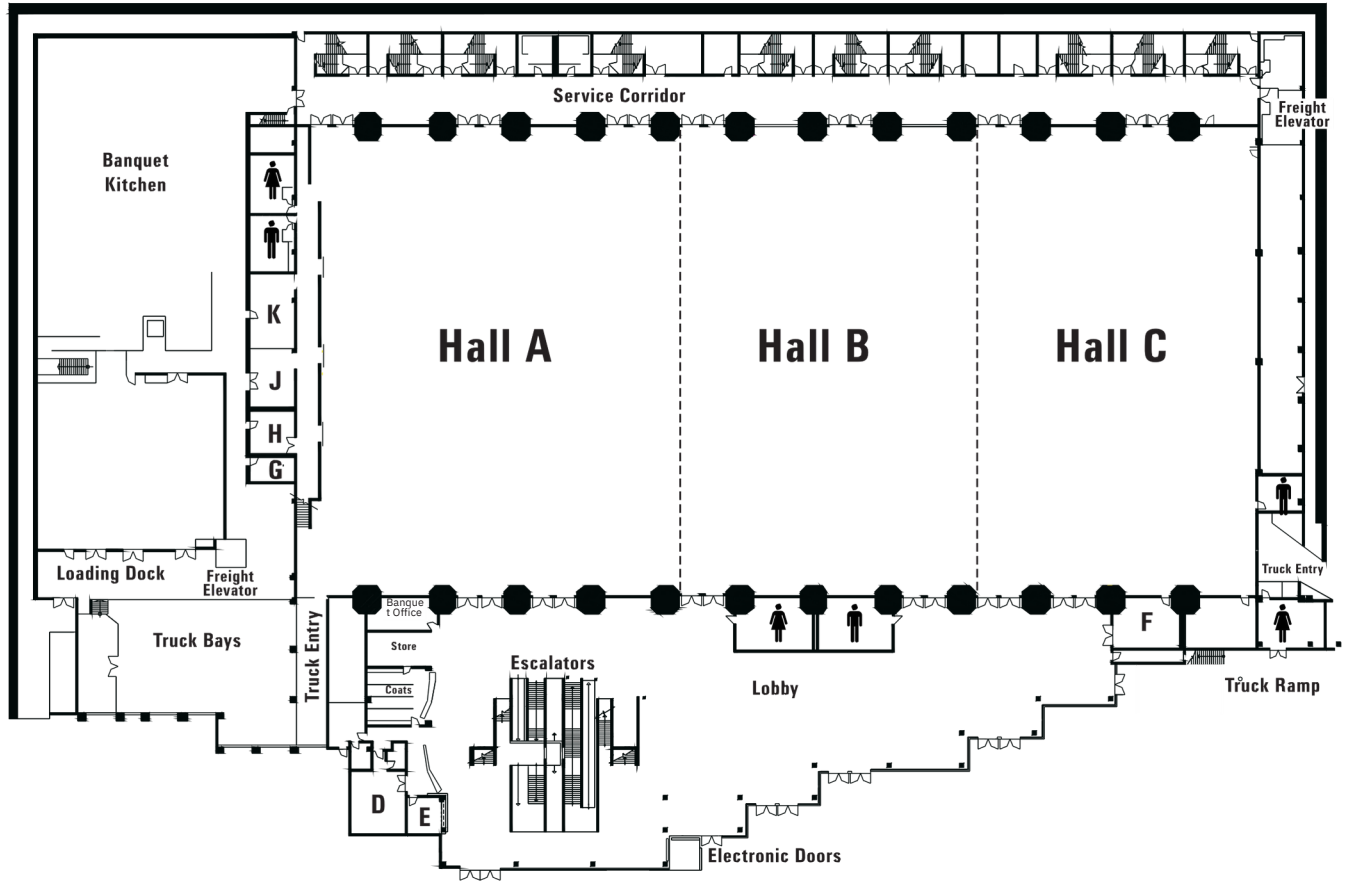 Service Corridor
Freight
Elevator
Banquet
Kitchen
K
Hall A
Hall B
Hall C
J
H
G
Loading Dock
Freight
Elevator
Truck Entry
Banque
t Office
Truck Bays
Truck Entry
Store
F
Escalators
Coats
Lobby
Truck Ramp
D
E
Electronic Doors